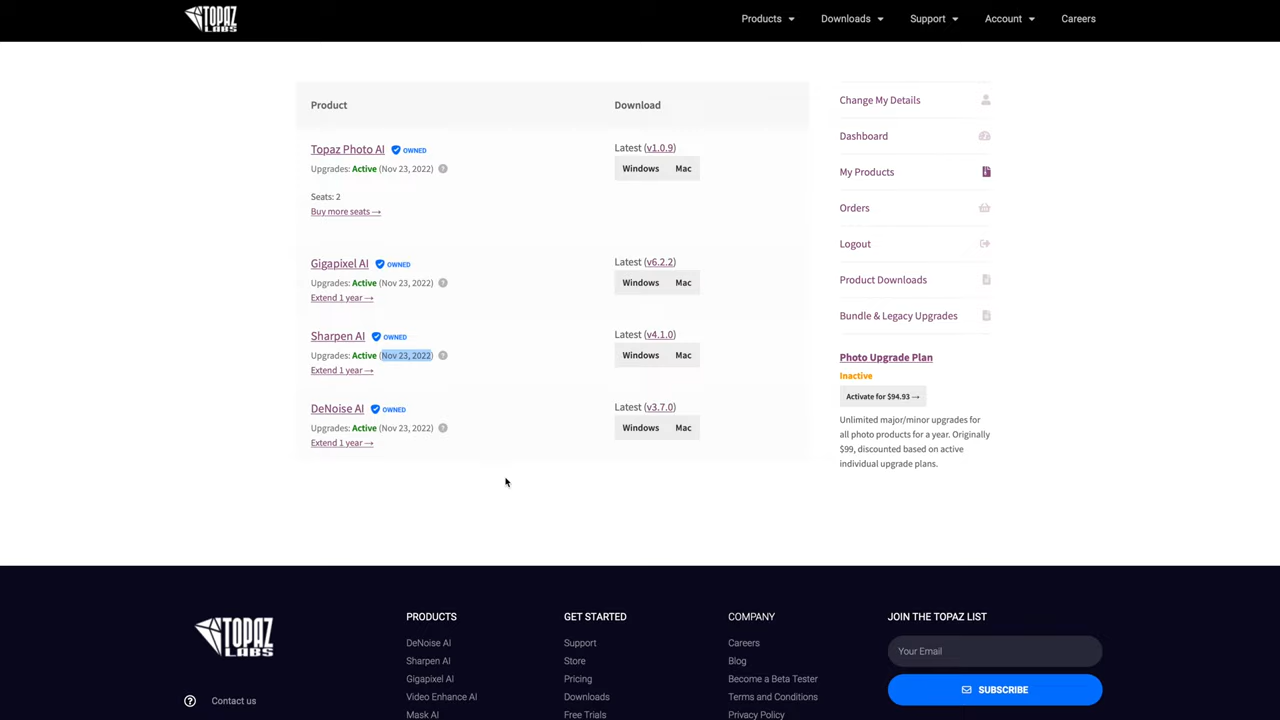 TOPAZ
LABS
Products
Downloads
Support
Account
Careers
Product
Download
Topaz Photo AI
OWNED
Latest (v1.0.9)
Upgrades: Active (Nov 23, 2022) ?
Windows
Mac
Seats: 2
Buy more seats →
Gigapixel AI
OWNED
Latest (v6.2.2)
Upgrades: Active (Nov 23, 2022) ?
Windows
Mac
Extend 1 year →
Sharpen AI
OWNED
Latest (v4.1.0)
Upgrades: Active (Nov 23, 2022) ?
Windows
Mac
Extend 1 year →
DeNoise AI
OWNED
Latest (v3.7.0)
Upgrades: Active (Nov 23, 2022) ?
Windows
Mac
Extend 1 year →
Change My Details
Dashboard
My Products
Orders
Logout
Product Downloads
Bundle & Legacy Upgrades
Photo Upgrade Plan
Inactive
Activate for $94.93 →
Unlimited major/minor upgrades for
all photo products for a year. Originally
$99, discounted based on active
individual upgrade plans.
TOPAZ
LABS
? Contact us
PRODUCTS
DeNoise AI
Sharpen AI
Gigapixel AI
Video Enhance AI
Mask AI
GET STARTED
Support
Store
Pricing
Downloads
Free Trials
COMPANY
Careers
Blog
Become a Beta Tester
Terms and Conditions
Privacy Policy
JOIN THE TOPAZ LIST
Your Email
SUBSCRIBE